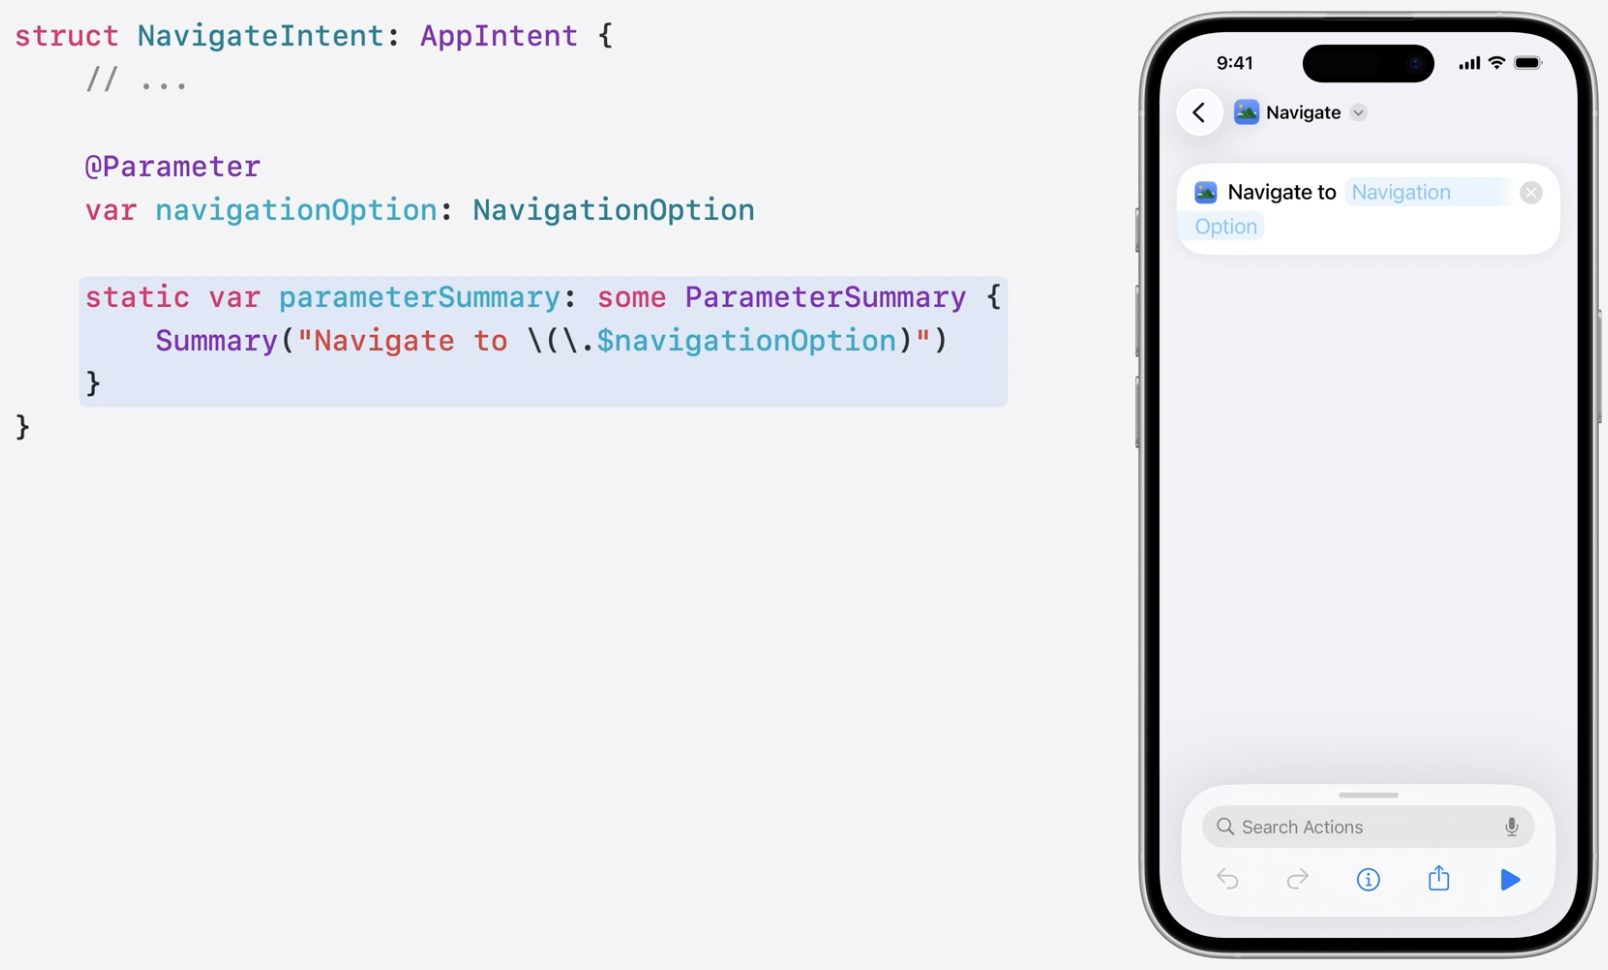 struct NavigateIntent: AppIntent {
    // ...

    @Parameter
    var navigationOption: NavigationOption

    static var parameterSummary: some ParameterSummary {
        Summary("Navigate to \(\.$navigationOption)")
    }
}
9:41
Navigate
Navigate to Navigation
Option
Search Actions